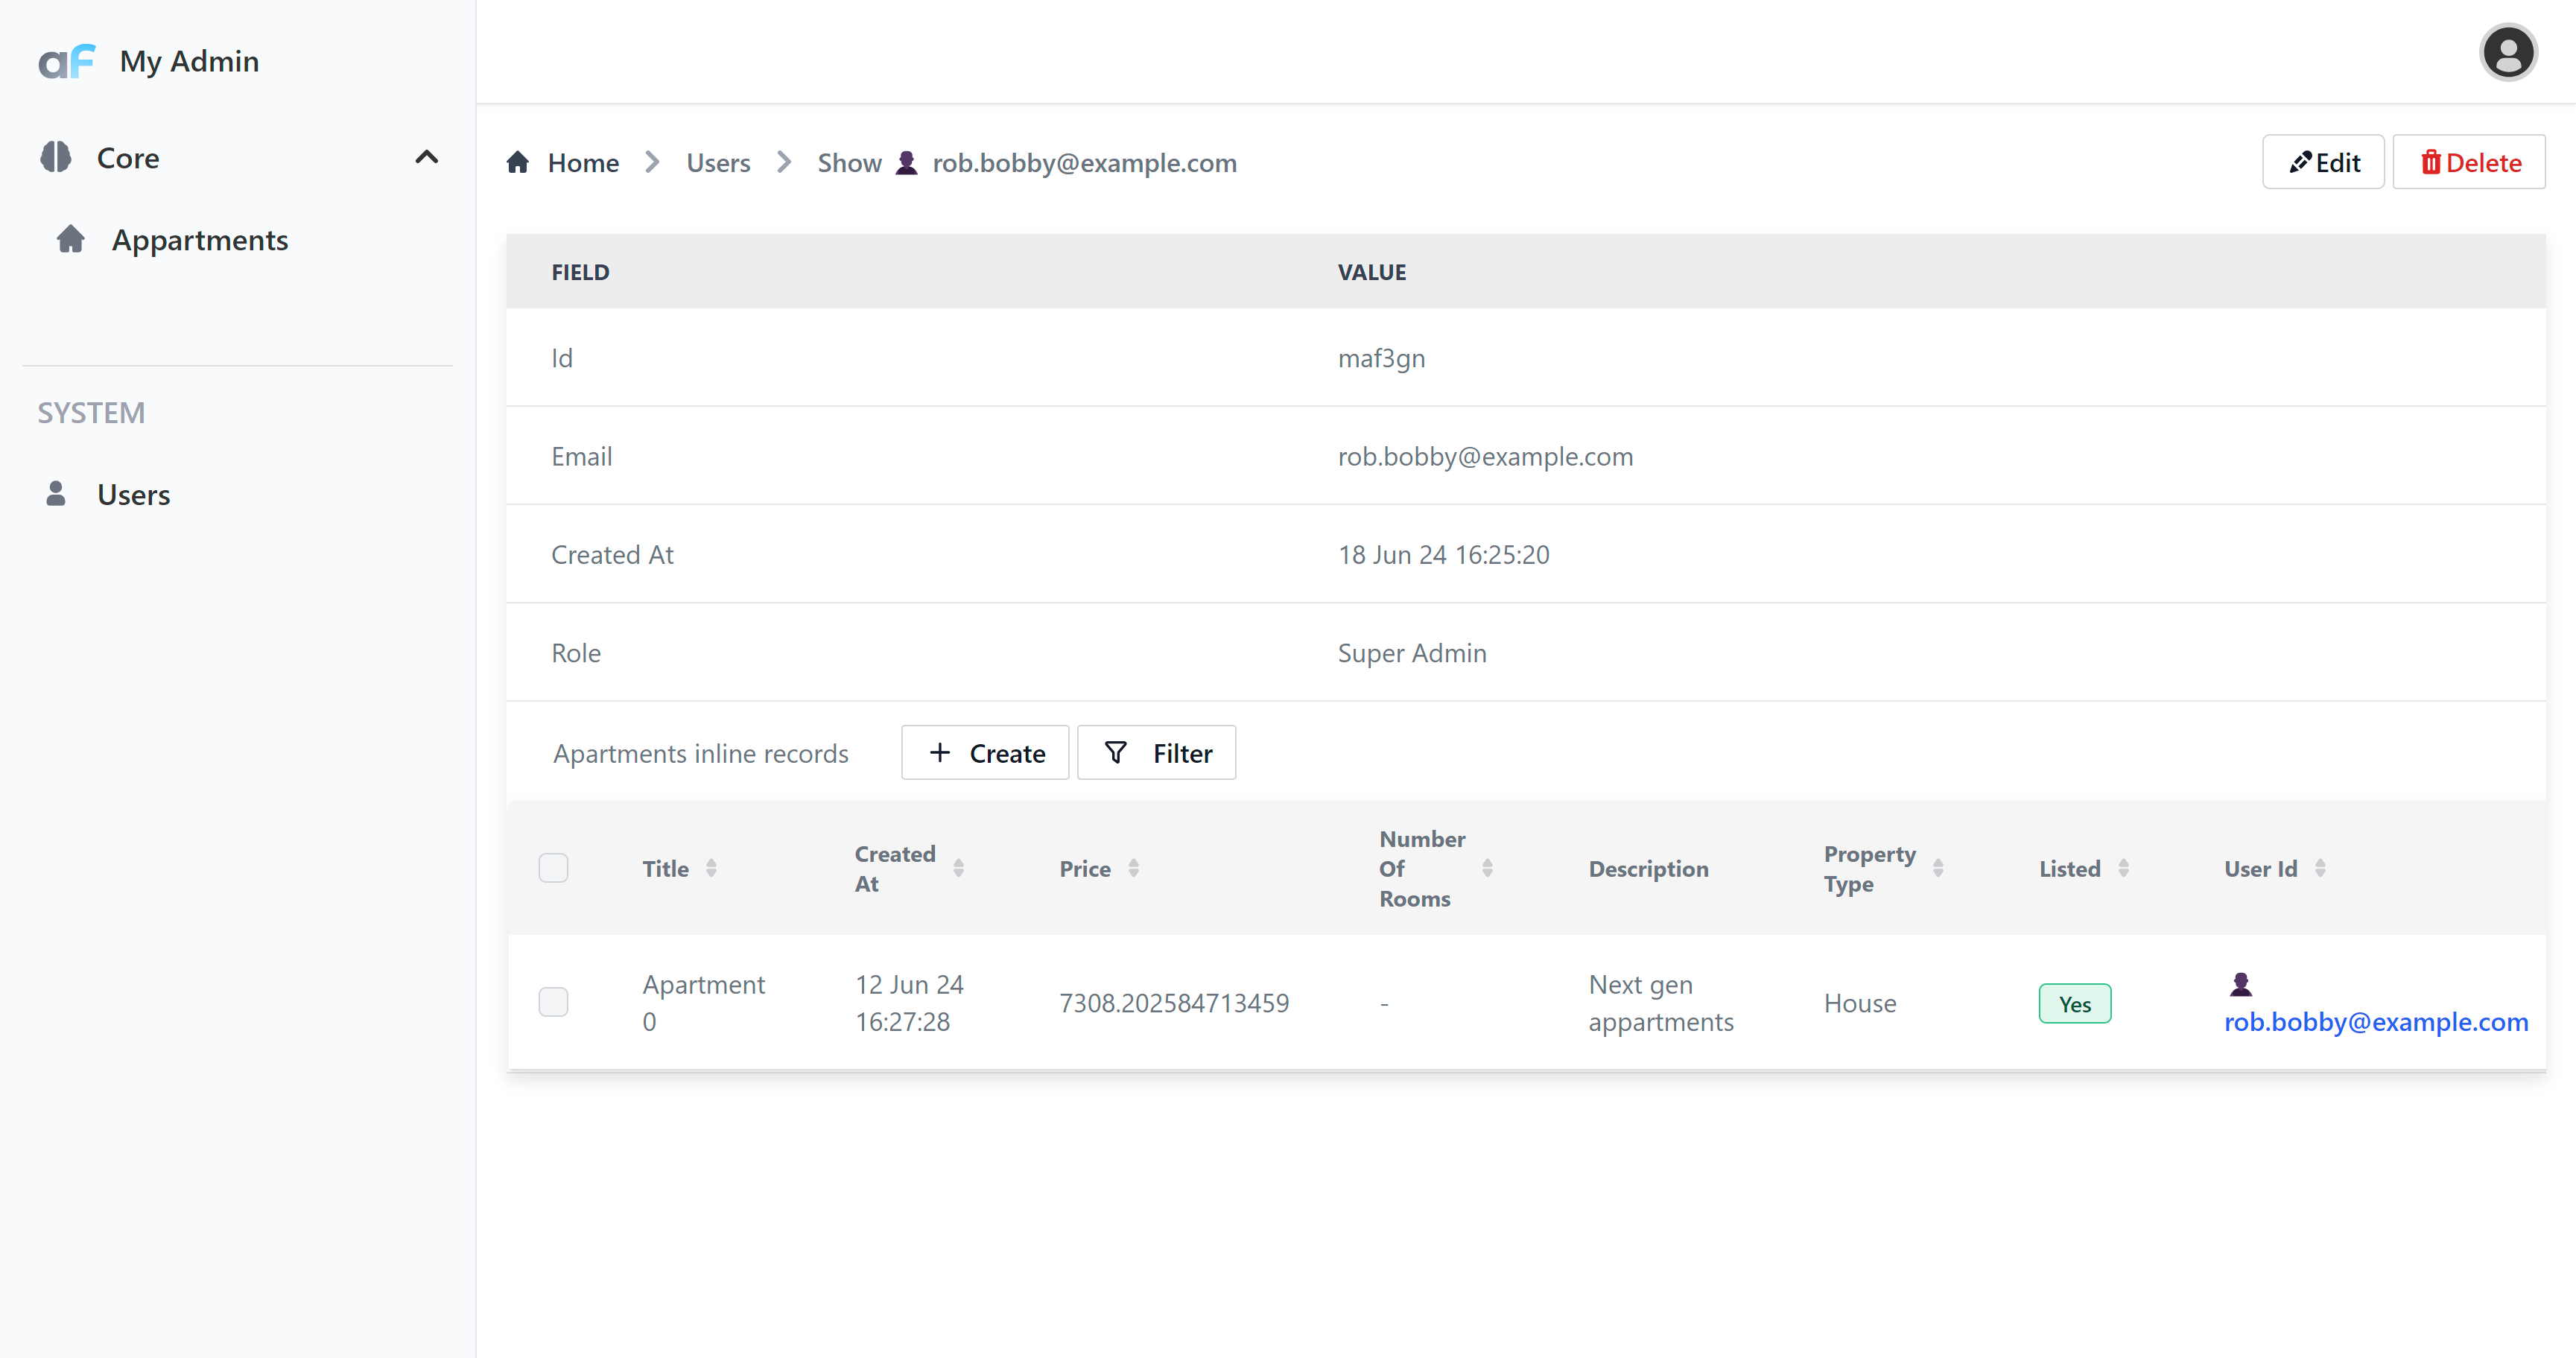 aF My Admin
Core
Appartments
SYSTEM
Users
Home Users Show rob.bobby@example.com
Edit Delete
FIELD VALUE
Id maf3gn
Email rob.bobby@example.com
Created At 18 Jun 24 16:25:20
Role Super Admin
Apartments inline records Create Filter
Title
Created
At
Price
Number
Of
Rooms
Description
Property
Type
Listed
User Id
Apartment
0
12 Jun 24
16:27:28
7308.202584713459
-
Next gen
appartments
House
Yes
rob.bobby@example.com